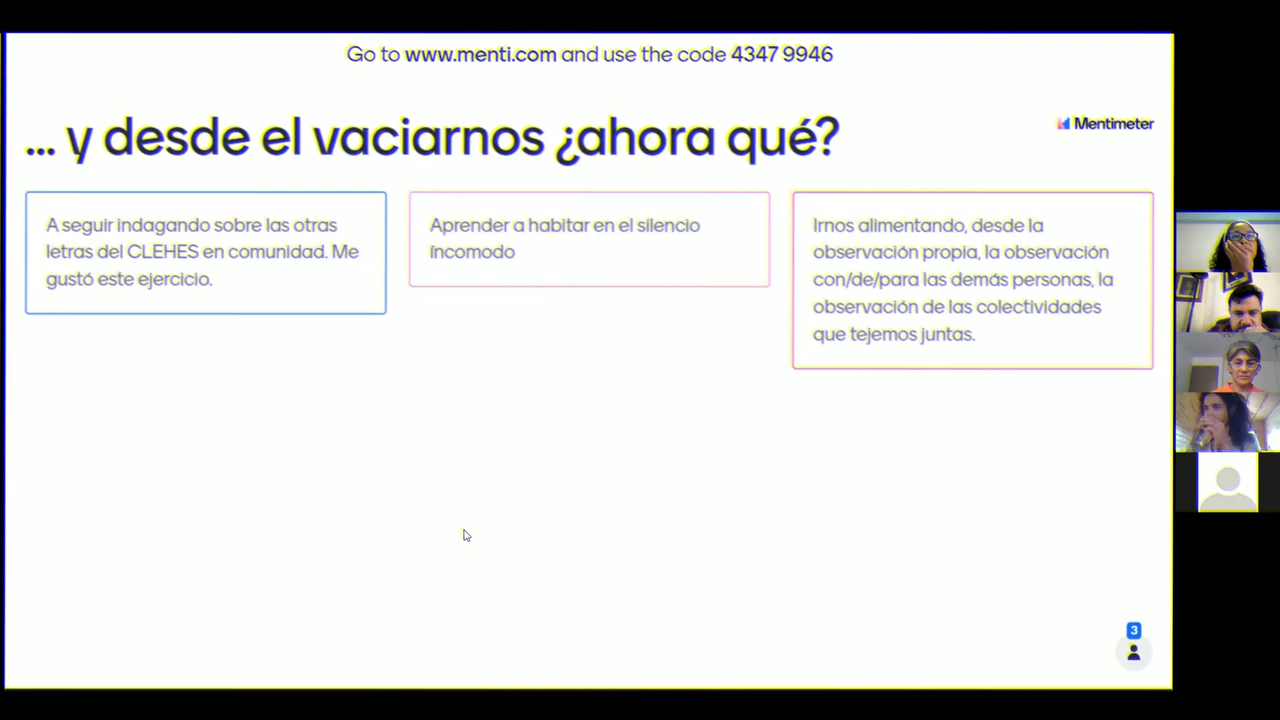 Go to www.menti.com and use the code 4347 9946
... y desde el vaciarnos ¿ahora qué?
Mentimeter
A seguir indagando sobre las otras
letras del CLEHES en comunidad. Me
gustó este ejercicio.
Aprender a habitar en el silencio
íncomodo
Irnos alimentando, desde la
observación propia, la observación
con/de/para las demás personas, la
observación de las colectividades
que tejemos juntas.
3